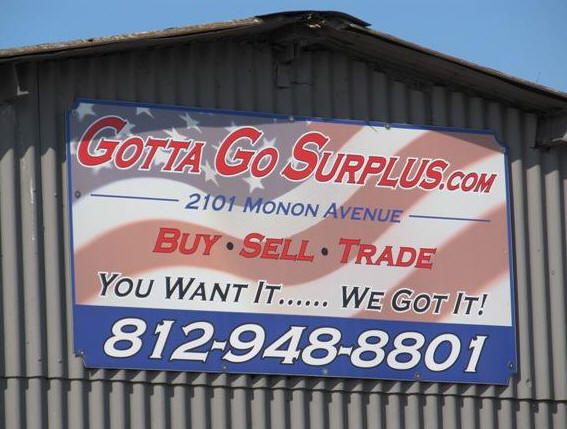 GOTTA GO SURPLUS.COM
2101 MONON AVENUE
BUY • SELL • TRADE
YOU WANT IT...... WE GOT IT!
812-948-8801